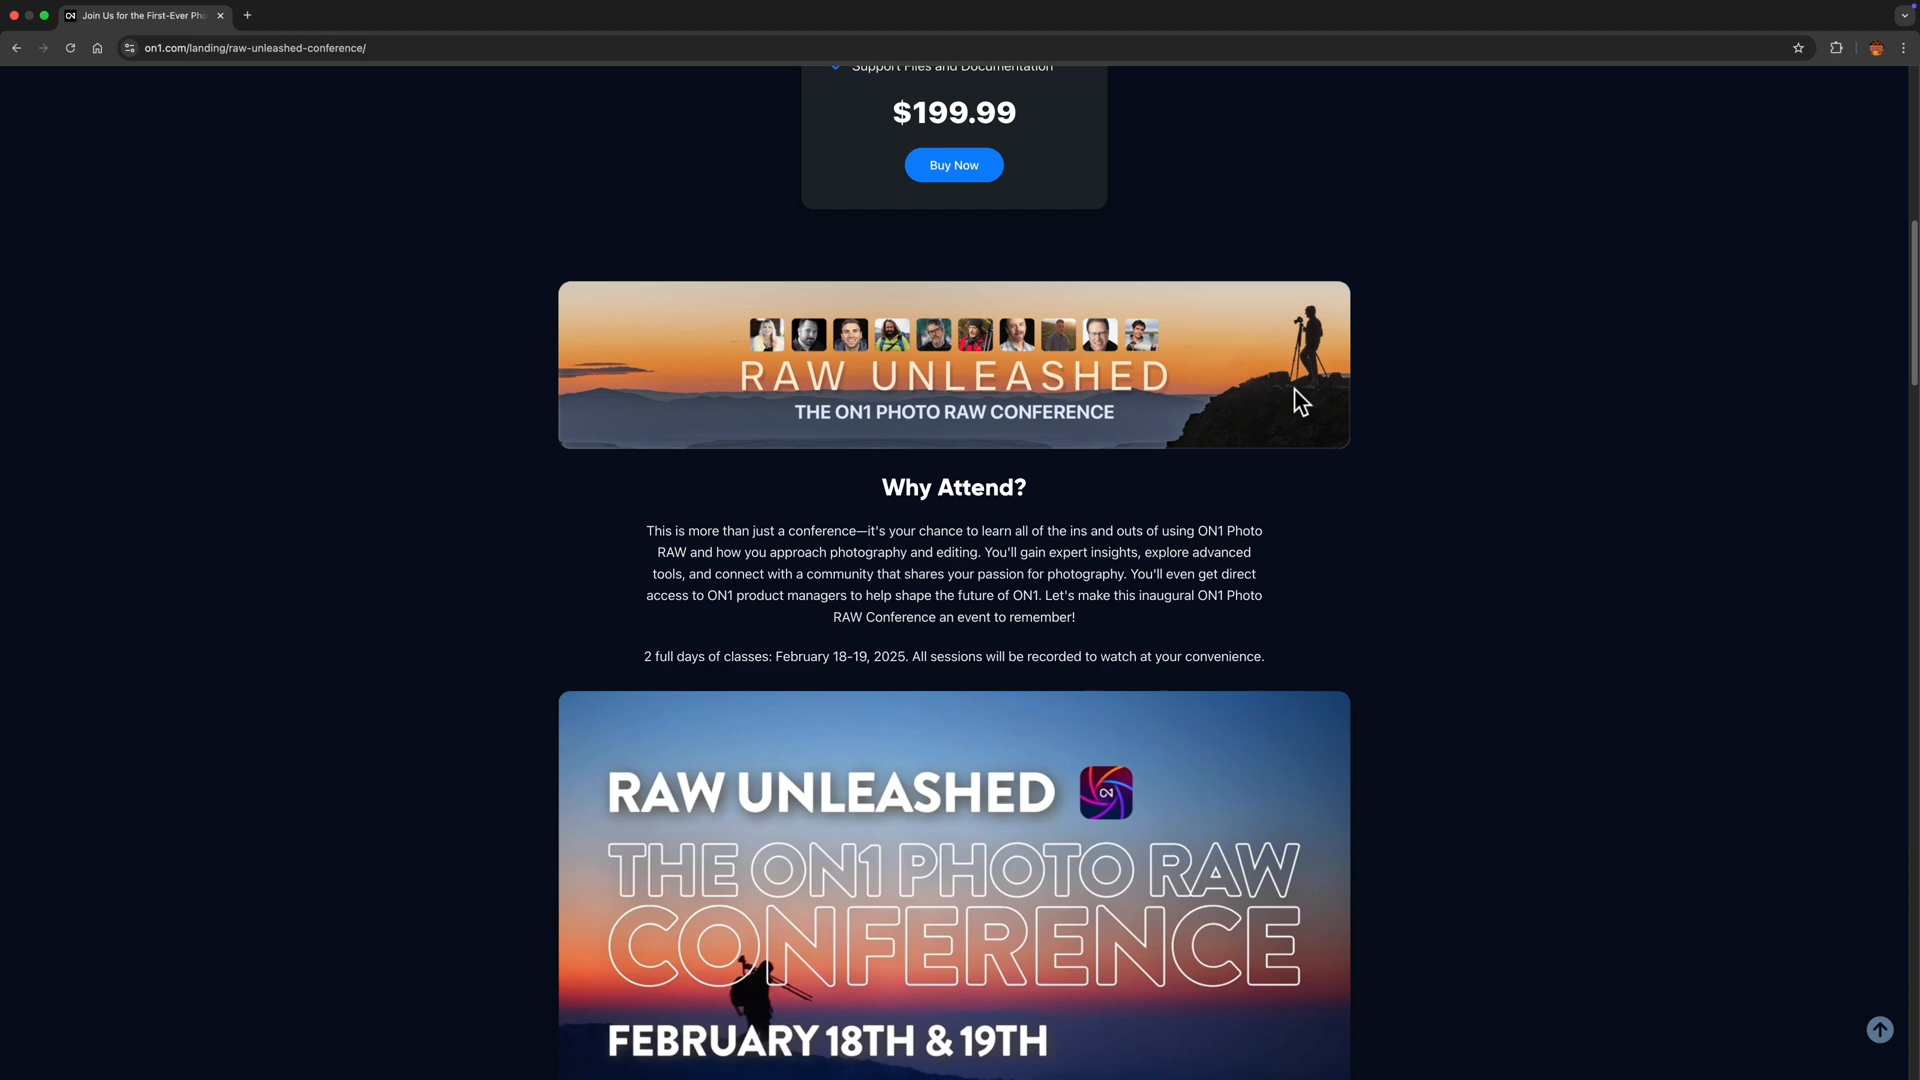 Join Us for the First-Ever Pho
on1.com/landing/raw-unleashed-conference/
Support Files and Documentation
$199.99
Buy Now
RAW UNLEASHED
THE ON1 PHOTO RAW CONFERENCE
Why Attend?
This is more than just a conference—it's your chance to learn all of the ins and outs of using ON1 Photo
RAW and how you approach photography and editing. You'll gain expert insights, explore advanced
tools, and connect with a community that shares your passion for photography. You'll even get direct
access to ON1 product managers to help shape the future of ON1. Let's make this inaugural ON1 Photo
RAW Conference an event to remember!
2 full days of classes: February 18-19, 2025. All sessions will be recorded to watch at your convenience.
RAW UNLEASHED
THE ON1 PHOTO RAW
CONFERENCE
FEBRUARY 18TH & 19TH